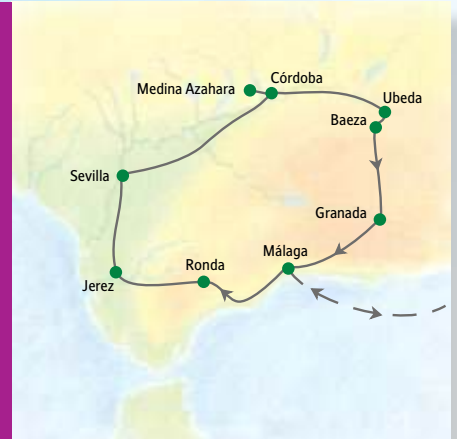 Córdoba
Medina Azahara
Ubeda
Baeza
Sevilla
Granada
Málaga
Ronda
Jerez